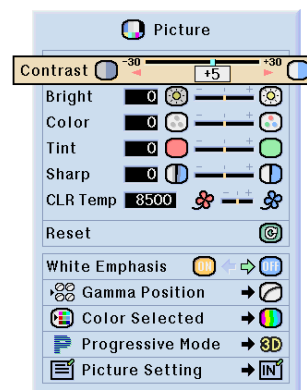 Picture
Contrast -30 +5 +30
Bright 0
Color 0
Tint 0
Sharp 0
CLR Temp 8500
Reset
White Emphasis ON OFF
Gamma Position
Color Selected
P Progressive Mode 3D
Picture Setting IN